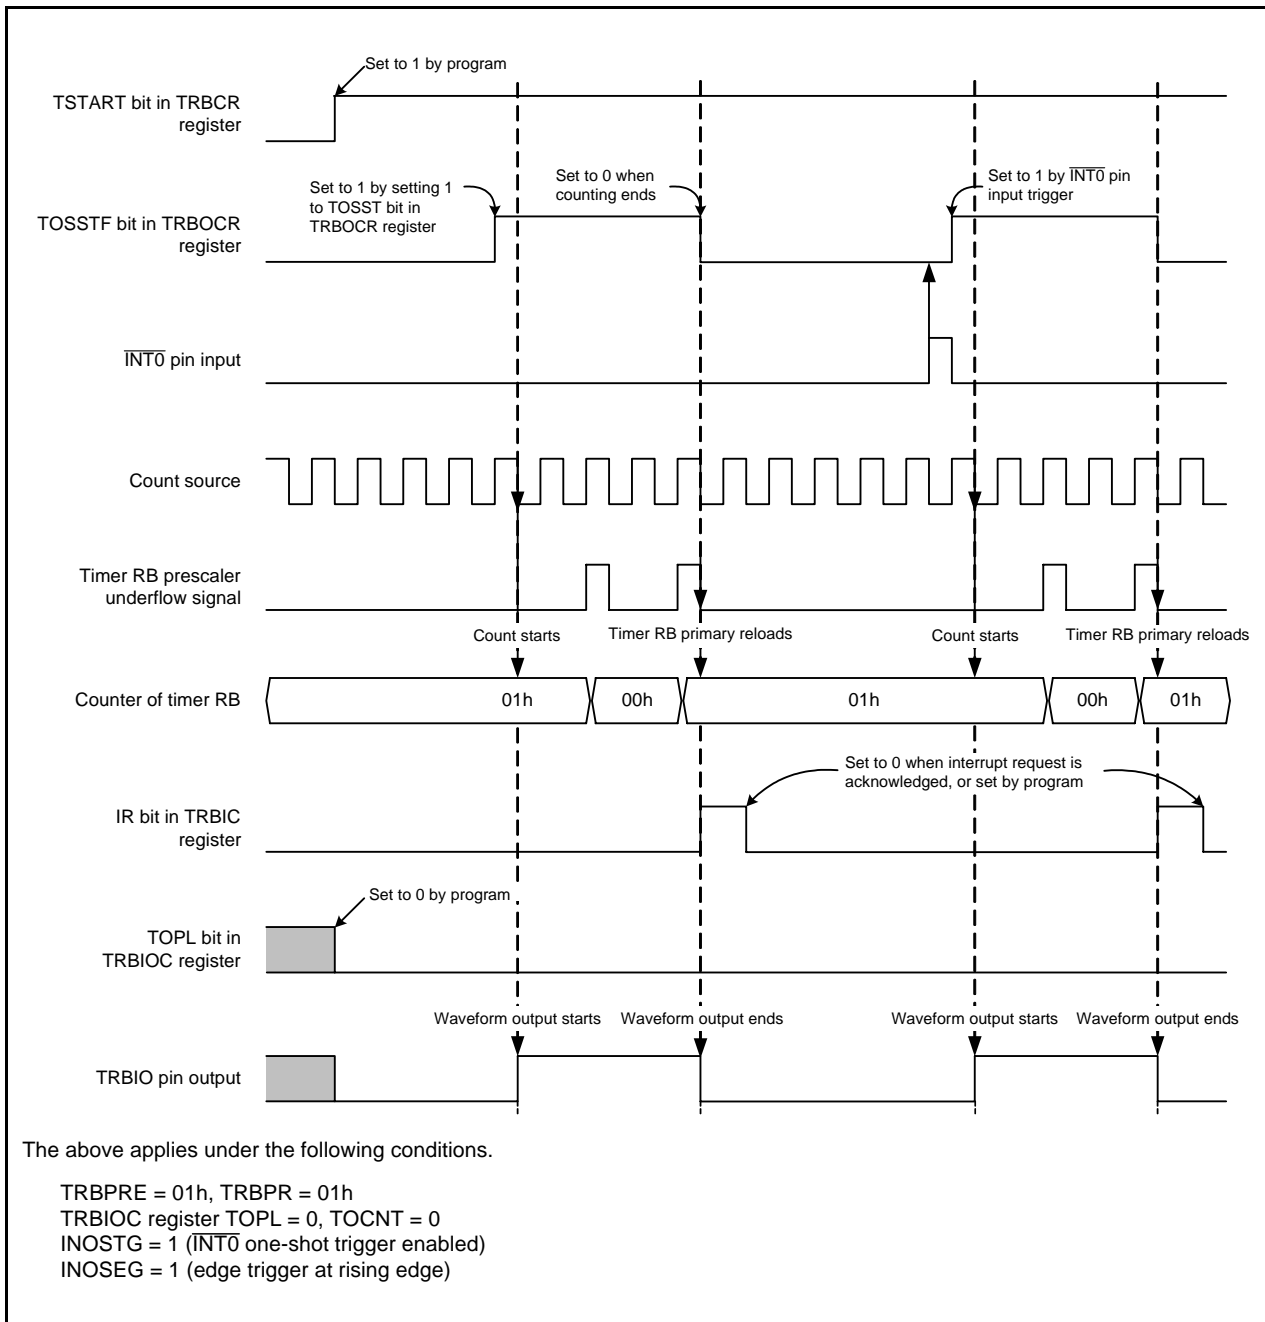 Set to 1 by program
TSTART bit in TRBCR
register
Set to 1 by setting 1
to TOSST bit in
TRBOCR register
Set to 0 when
counting ends
Set to 1 by INT0 pin
input trigger
TOSSTF bit in TRBOCR
register
INT0 pin input
Count source
Timer RB prescaler
underflow signal
Count starts
Timer RB primary reloads
Count starts
Timer RB primary reloads
Counter of timer RB
01h
00h
01h
00h
01h
Set to 0 when interrupt request is
acknowledged, or set by program
IR bit in TRBIC
register
Set to 0 by program
TOPL bit in
TRBIOC register
Waveform output starts
Waveform output ends
Waveform output starts
Waveform output ends
TRBIO pin output
The above applies under the following conditions.
TRBPRE = 01h, TRBPR = 01h
TRBIOC register TOPL = 0, TOCNT = 0
INOSTG = 1 (INT0 one-shot trigger enabled)
INOSEG = 1 (edge trigger at rising edge)